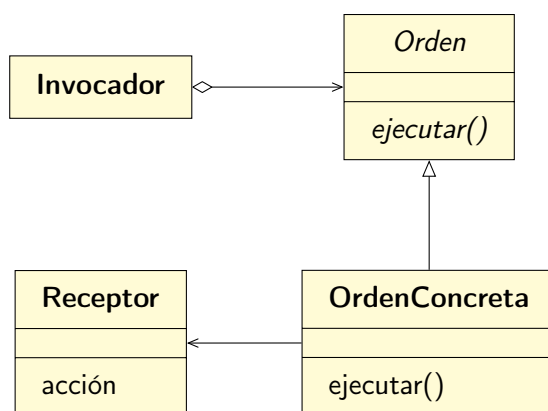 Orden
Invocador
ejecutar()
Receptor
OrdenConcreta
acción
ejecutar()